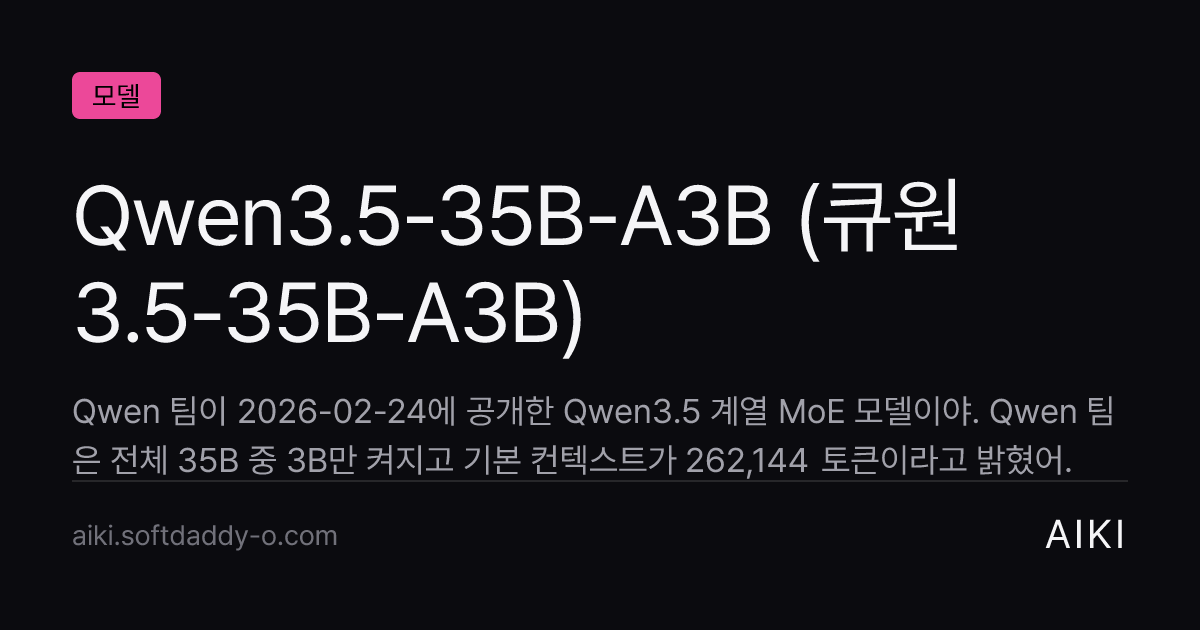 모델
Qwen3.5-35B-A3B (큐원
3.5-35B-A3B)
Qwen 팀이 2026-02-24에 공개한 Qwen3.5 계열 MoE 모델이야. Qwen 팀
은 전체 35B 중 3B만 켜지고 기본 컨텍스트가 262,144 토큰이라고 밝혔어.
aiki.softdaddy-o.com
AIKI